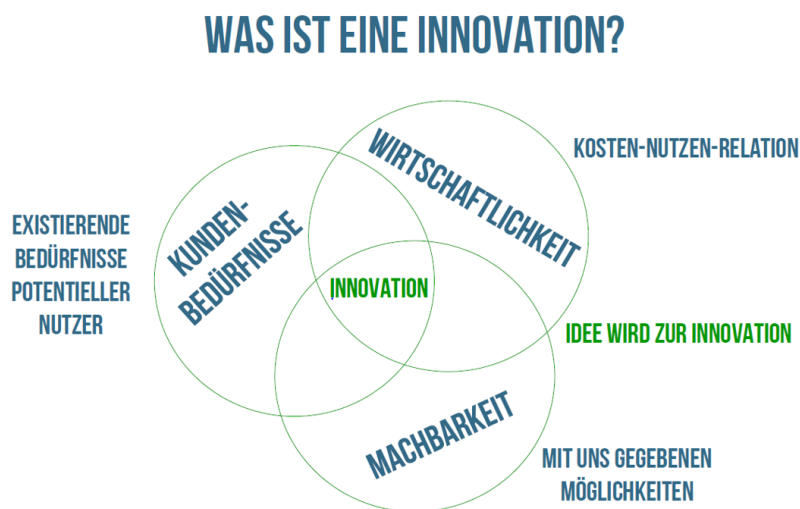 WAS IST EINE INNOVATION?
WIRTSCHAFTLICHKEIT
KOSTEN-NUTZEN-RELATION
KUNDEN-
BEDÜRFNISSE
EXISTIERENDE
BEDÜRFNISSE
POTENTIELLER
NUTZER
INNOVATION
IDEE WIRD ZUR INNOVATION
MACHBARKEIT
MIT UNS GEGEBENEN
MÖGLICHKEITEN